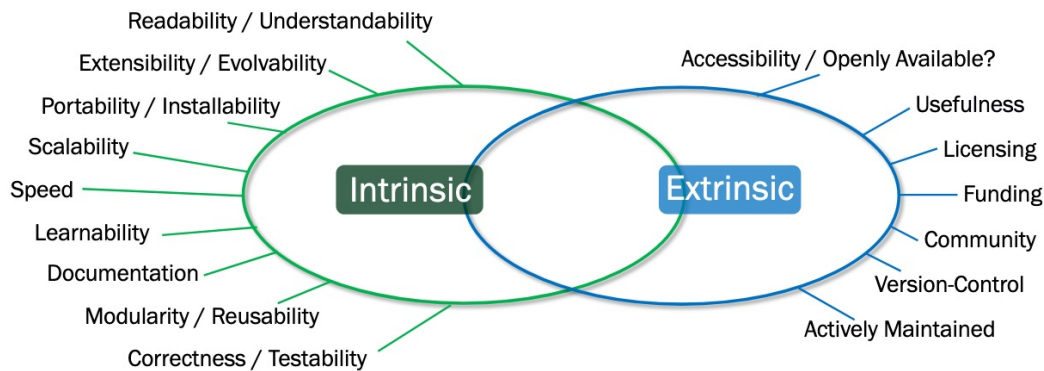 Readability / Understandability
Extensibility / Evolvability
Portability / Installability
Scalability
Speed
Learnability
Documentation
Modularity / Reusability
Correctness / Testability
Intrinsic
Extrinsic
Accessibility / Openly Available?
Usefulness
Licensing
Funding
Community
Version-Control
Actively Maintained